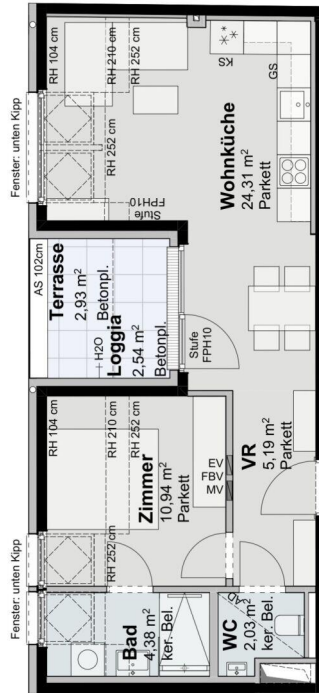 Fenster: unten Kipp
RH 104 cm
RH 210 cm
RH 252 cm
RH 252 cm
KS
GS
Wohnküche
24,31 m²
Parkett
Stufe
FPH10
AS 102cm
Terrasse
2,93 m²
Betonpl.
H2O
Loggia
2,54 m²
Betonpl.
Stufe
FPH10
RH 104 cm
RH 210 cm
RH 252 cm
Zimmer
10,94 m²
Parkett
EV
FBV
MV
VR
5,19 m²
Parkett
Fenster: unten Kipp
RH 252 cm
Bad
4,38 m²
ker. Bel.
WC
2,03 m²
ker. Bel.
AD